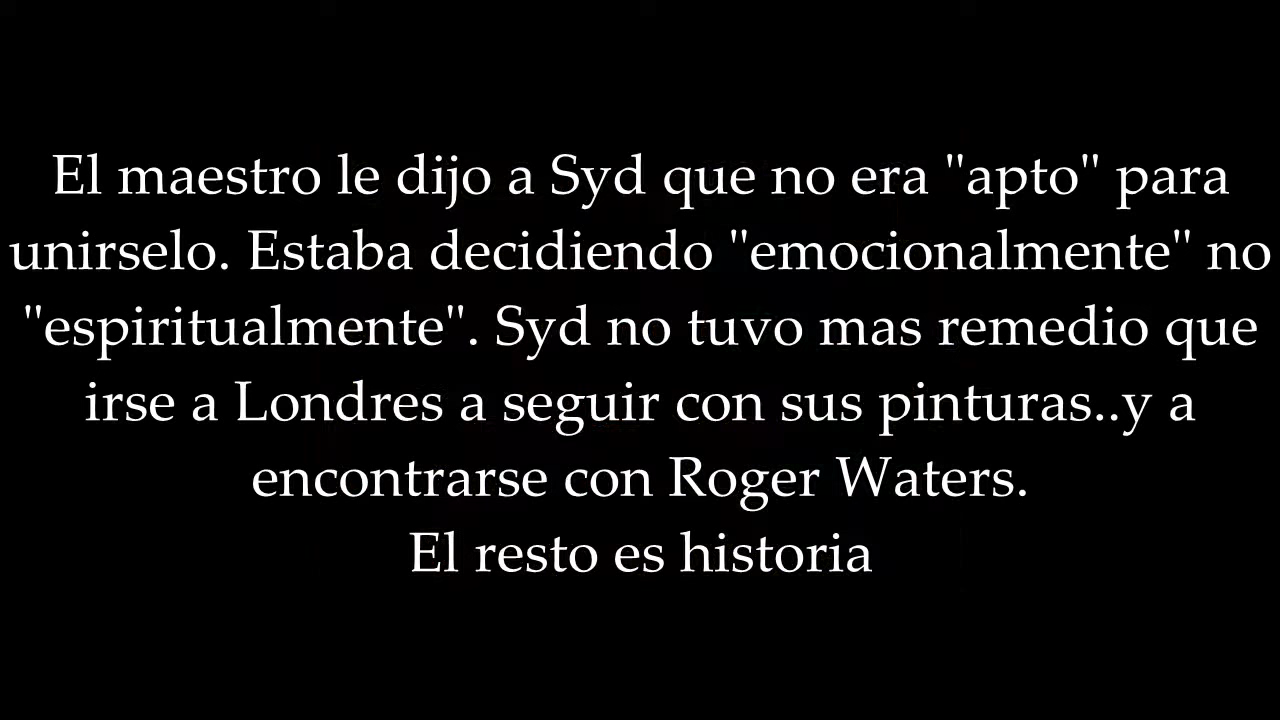 El maestro le dijo a Syd que no era "apto" para
unirselo. Estaba decidiendo "emocionalmente" no
"espiritualmente". Syd no tuvo mas remedio que
irse a Londres a seguir con sus pinturas..y a
encontrarse con Roger Waters.
El resto es historia